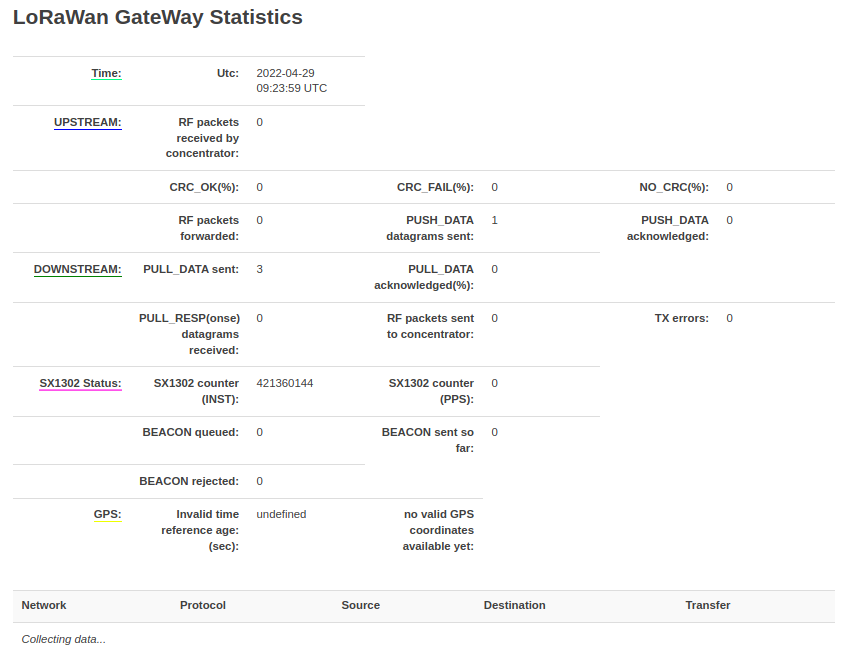 LoRaWan GateWay Statistics
Time: Utc: 2022-04-29
09:23:59 UTC
UPSTREAM: RF packets 0
received by
concentrator:
CRC_OK(%): 0 CRC_FAIL(%): 0 NO_CRC(%): 0
RF packets 0 PUSH_DATA 1 PUSH_DATA 0
forwarded: datagrams sent: acknowledged:
DOWNSTREAM: PULL_DATA sent: 3 PULL_DATA 0
acknowledged(%):
PULL_RESP(onse) 0 RF packets sent 0 TX errors: 0
datagrams to concentrator:
received:
SX1302 Status: SX1302 counter 421360144 SX1302 counter 0
(INST): (PPS):
BEACON queued: 0 BEACON sent so 0
far:
BEACON rejected: 0
GPS: Invalid time undefined no valid GPS
reference age: coordinates
(sec): available yet:
Network Protocol Source Destination Transfer
Collecting data...